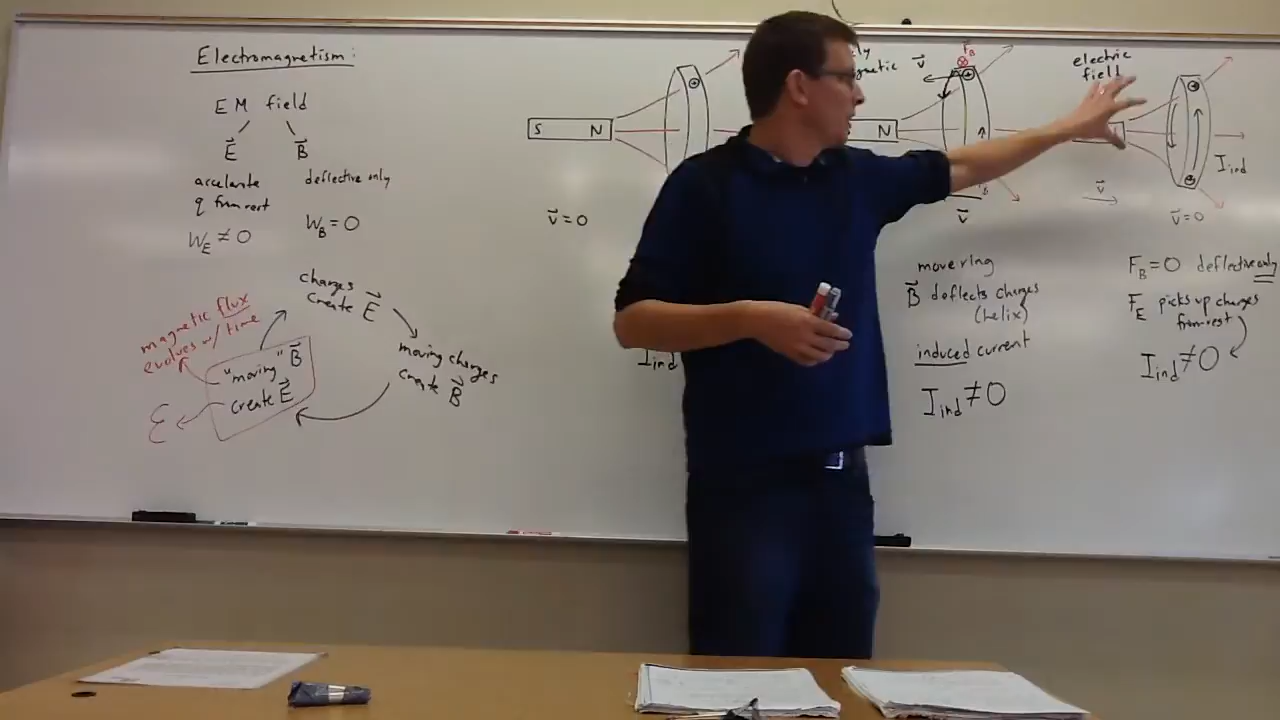 Electromagnetism:
EM field
E⃗ B⃗
accelerate
q from rest
deflective only
W_E ≠ 0
W_B = 0
charges
create E⃗
moving charges
create B⃗
"moving" B⃗
create E⃗
magnetic flux
evolves w/ time
ℰ
S N
v⃗ = 0
I_ind
N
v⃗
F_B
v⃗
moving ring
B⃗ deflects charges
(helix)
induced current
I_ind ≠ 0
electric
field
I_ind
v⃗
v⃗ = 0
F_B = 0 deflective only
F_E picks up charges
from rest
I_ind ≠ 0